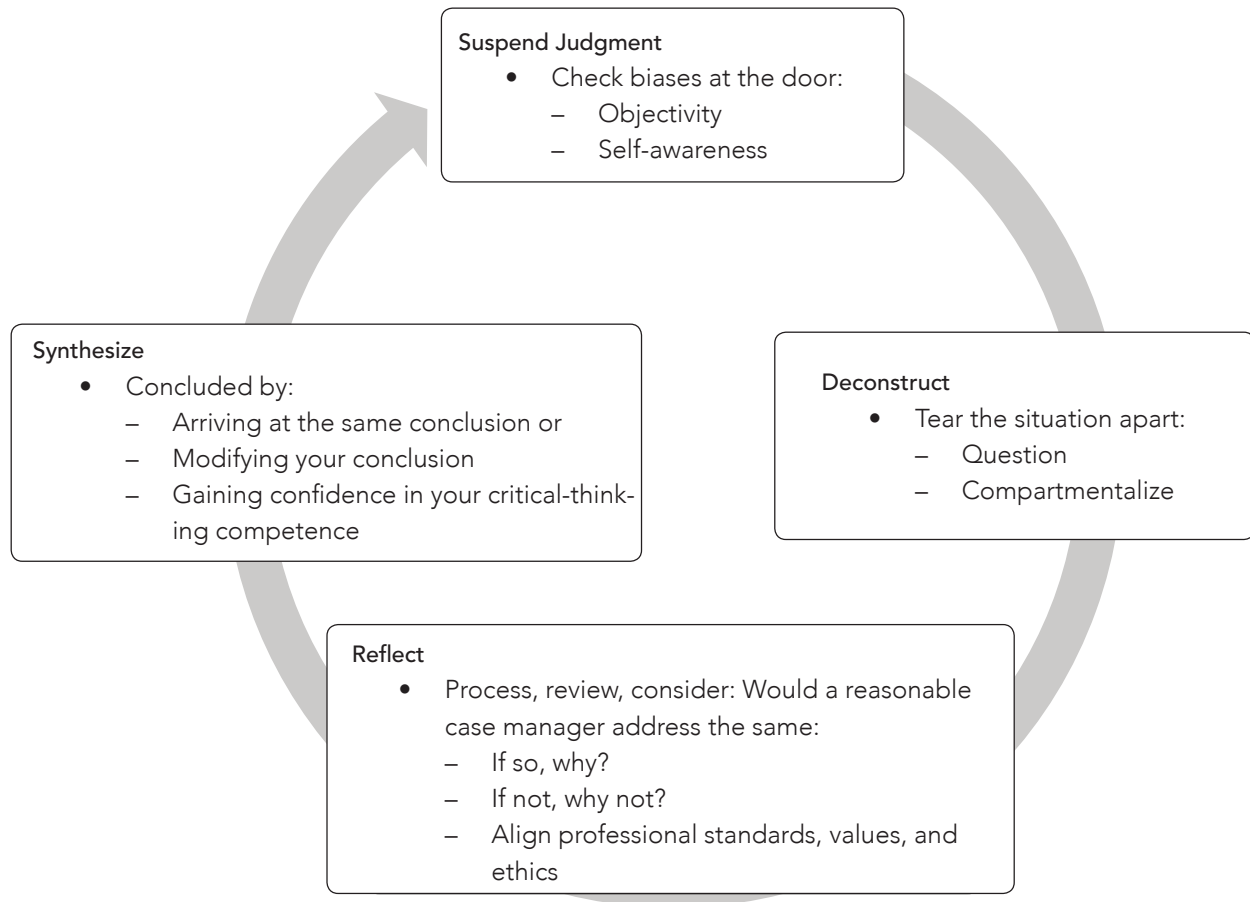 Suspend Judgment
• Check biases at the door:
– Objectivity
– Self-awareness
Deconstruct
• Tear the situation apart:
– Question
– Compartmentalize
Reflect
• Process, review, consider: Would a reasonable
case manager address the same:
– If so, why?
– If not, why not?
– Align professional standards, values, and
ethics
Synthesize
• Concluded by:
– Arriving at the same conclusion or
– Modifying your conclusion
– Gaining confidence in your critical-think-
ing competence